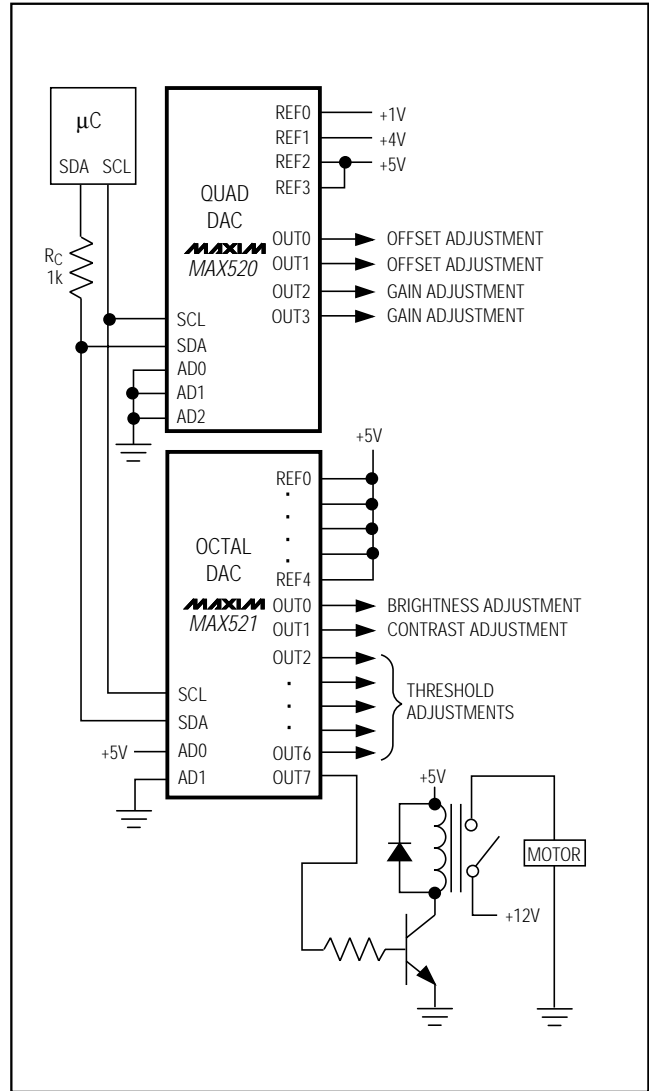 μC
SDA SCL
RC
1k
QUAD
DAC
MAXIM
MAX520
REF0
REF1
REF2
REF3
OUT0
OUT1
OUT2
OUT3
SCL
SDA
AD0
AD1
AD2
+1V
+4V
+5V
OFFSET ADJUSTMENT
OFFSET ADJUSTMENT
GAIN ADJUSTMENT
GAIN ADJUSTMENT
+5V
OCTAL
DAC
MAXIM
MAX521
REF0
REF4
OUT0
OUT1
OUT2
OUT6
OUT7
SCL
SDA
AD0
AD1
+5V
BRIGHTNESS ADJUSTMENT
CONTRAST ADJUSTMENT
THRESHOLD
ADJUSTMENTS
+5V
MOTOR
+12V